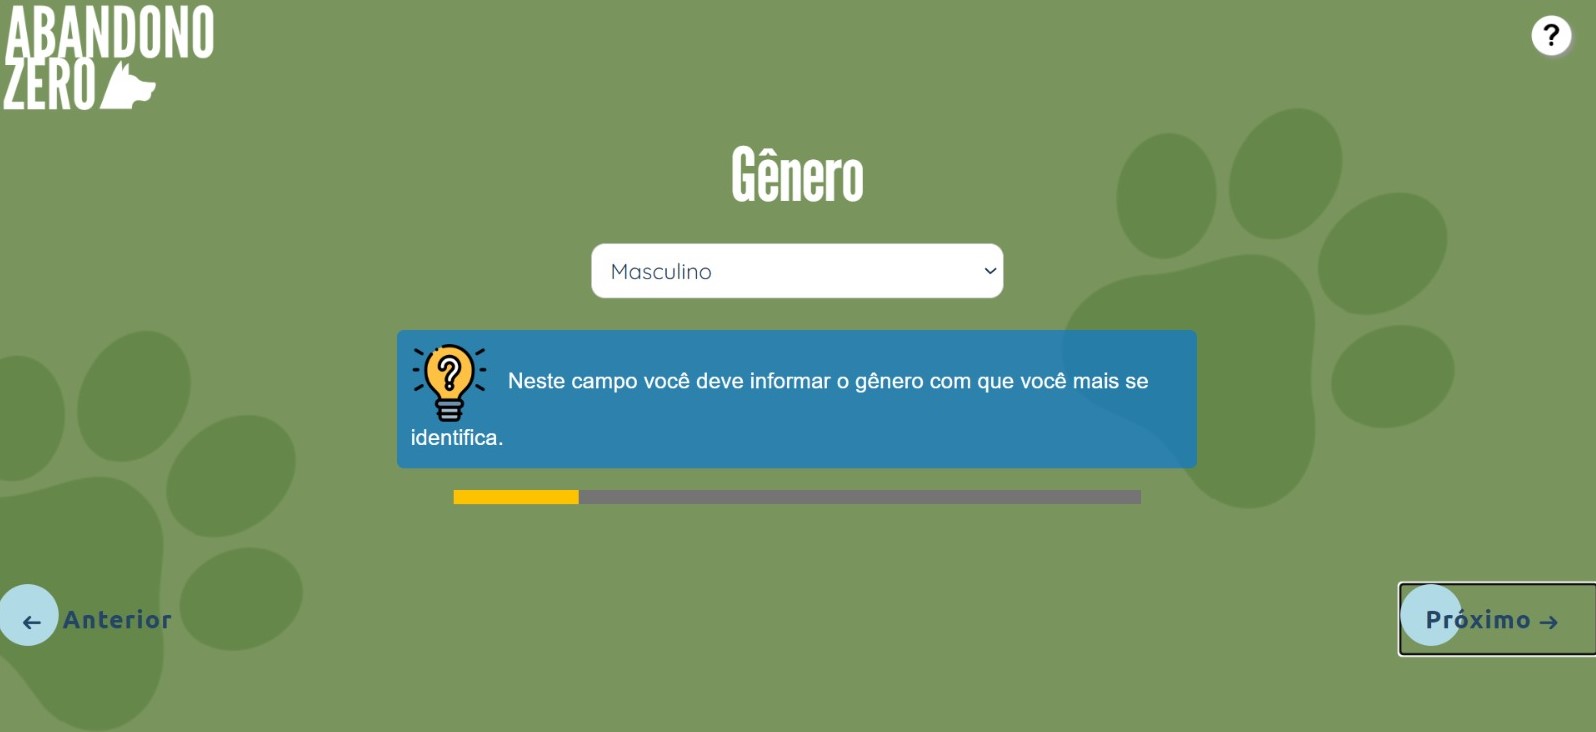 ABANDONO
ZERO
?
Gênero
Masculino
Neste campo você deve informar o gênero com que você mais se
identifica.
← Anterior
Próximo →